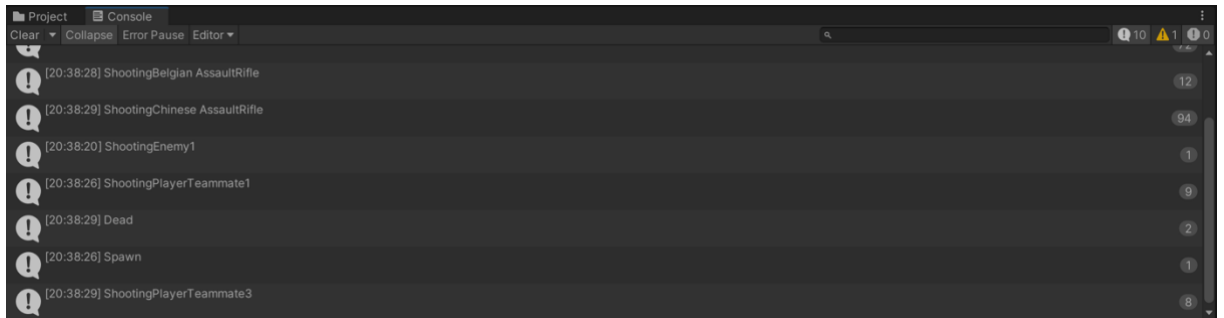 Project Console
Clear Collapse Error Pause Editor 10 1 0
72
[20:38:28] ShootingBelgian AssaultRifle 12
[20:38:29] ShootingChinese AssaultRifle 94
[20:38:20] ShootingEnemy1 1
[20:38:26] ShootingPlayerTeammate1 9
[20:38:29] Dead 2
[20:38:26] Spawn 1
[20:38:29] ShootingPlayerTeammate3 8